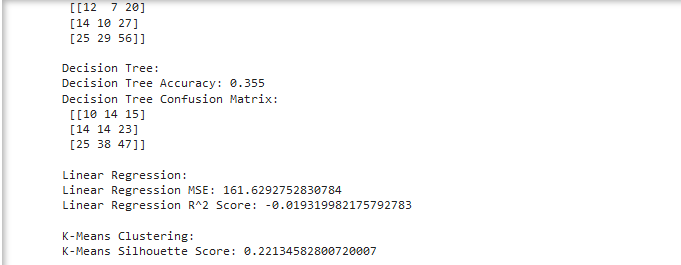 [[12  7 20]
[14 10 27]
[25 29 56]]
Decision Tree:
Decision Tree Accuracy: 0.355
Decision Tree Confusion Matrix:
[[10 14 15]
[14 14 23]
[25 38 47]]
Linear Regression:
Linear Regression MSE: 161.6292752830784
Linear Regression R^2 Score: -0.019319982175792783
K-Means Clustering:
K-Means Silhouette Score: 0.22134582800720007